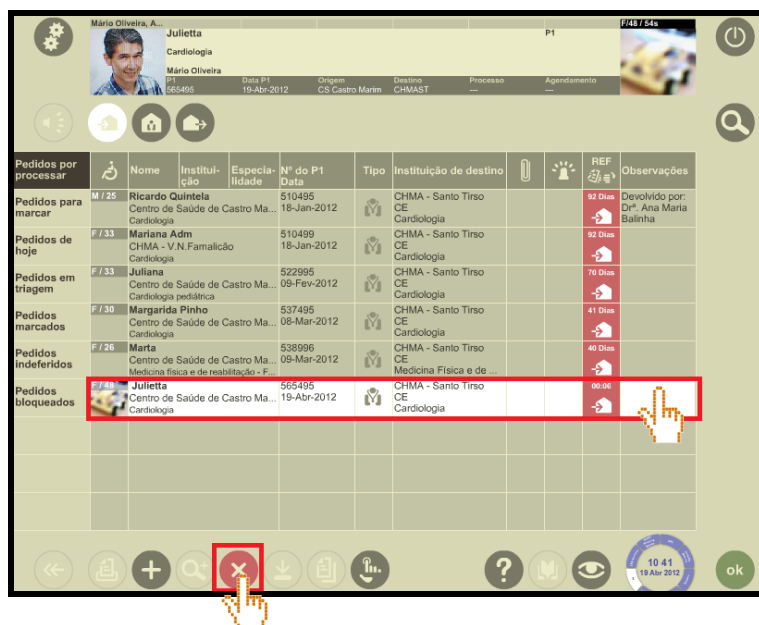 Mário Oliveira, A...
F/48 / 54s
Julietta
P1
Cardiologia
Mário Oliveira
P1 Data P1 Origem Destino Processo Agendamento
565495 19-Abr-2012 CS Castro Marim CHMAST --- ---
Pedidos por processar
Nome Institui-ção Especia-lidade Nº do P1 Data Tipo Instituição de destino REF Observações
Pedidos para marcar
M / 25 Ricardo Quintela 510495 CHMA - Santo Tirso 92 Dias Devolvido por:
Centro de Saúde de Castro Ma... 18-Jan-2012 CE Drª. Ana Maria
Cardiologia Cardiologia Balinha
Pedidos de hoje
F / 33 Mariana Adm 510499 CHMA - Santo Tirso 92 Dias
CHMA - V.N.Famalicão 18-Jan-2012 CE
Cardiologia Cardiologia
Pedidos em triagem
F / 33 Juliana 522995 CHMA - Santo Tirso 70 Dias
Centro de Saúde de Castro Ma... 09-Fev-2012 CE
Cardiologia pediátrica Cardiologia
Pedidos marcados
F / 30 Margarida Pinho 537495 CHMA - Santo Tirso 41 Dias
Centro de Saúde de Castro Ma... 08-Mar-2012 CE
Cardiologia Cardiologia
Pedidos indeferidos
F / 26 Marta 538996 CHMA - Santo Tirso 40 Dias
Centro de Saúde de Castro Ma... 09-Mar-2012 CE
Medicina física e de reabilitação - F... Medicina Física e de ...
Pedidos bloqueados
F / 48 Julietta 565495 CHMA - Santo Tirso 00:06
Centro de Saúde de Castro Ma... 19-Abr-2012 CE
Cardiologia Cardiologia
?
10 41
19 Abr 2012
ok